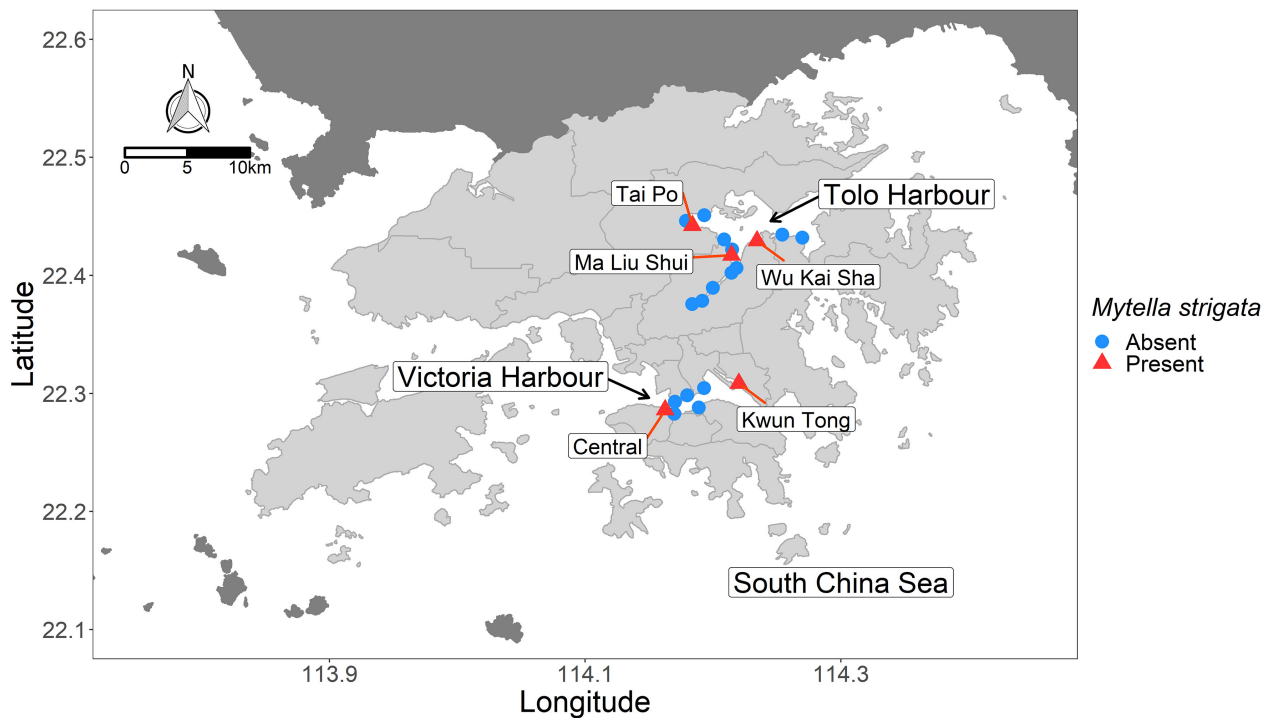 22.6
22.5
22.4
22.3
22.2
22.1
Latitude
N
0 5 10km
Tai Po
Tolo Harbour
Ma Liu Shui
Wu Kai Sha
Victoria Harbour
Kwun Tong
Central
South China Sea
Mytella strigata
Absent
Present
113.9 114.1 114.3
Longitude